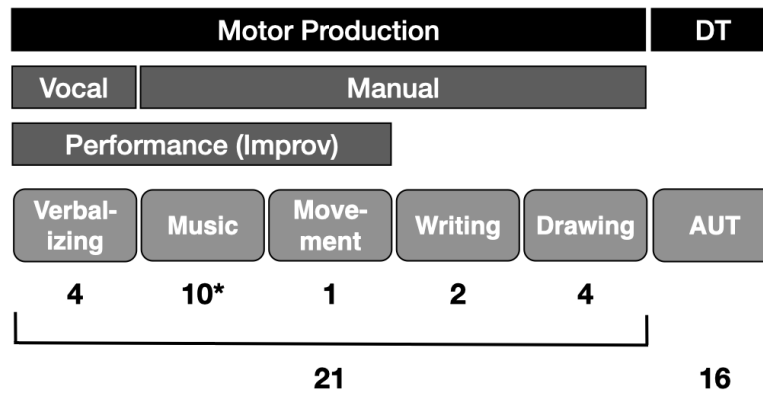 Motor Production DT
Vocal Manual
Performance (Improv)
Verbal- Music Move- Writing Drawing AUT
izing ment
4 10* 1 2 4
21 16